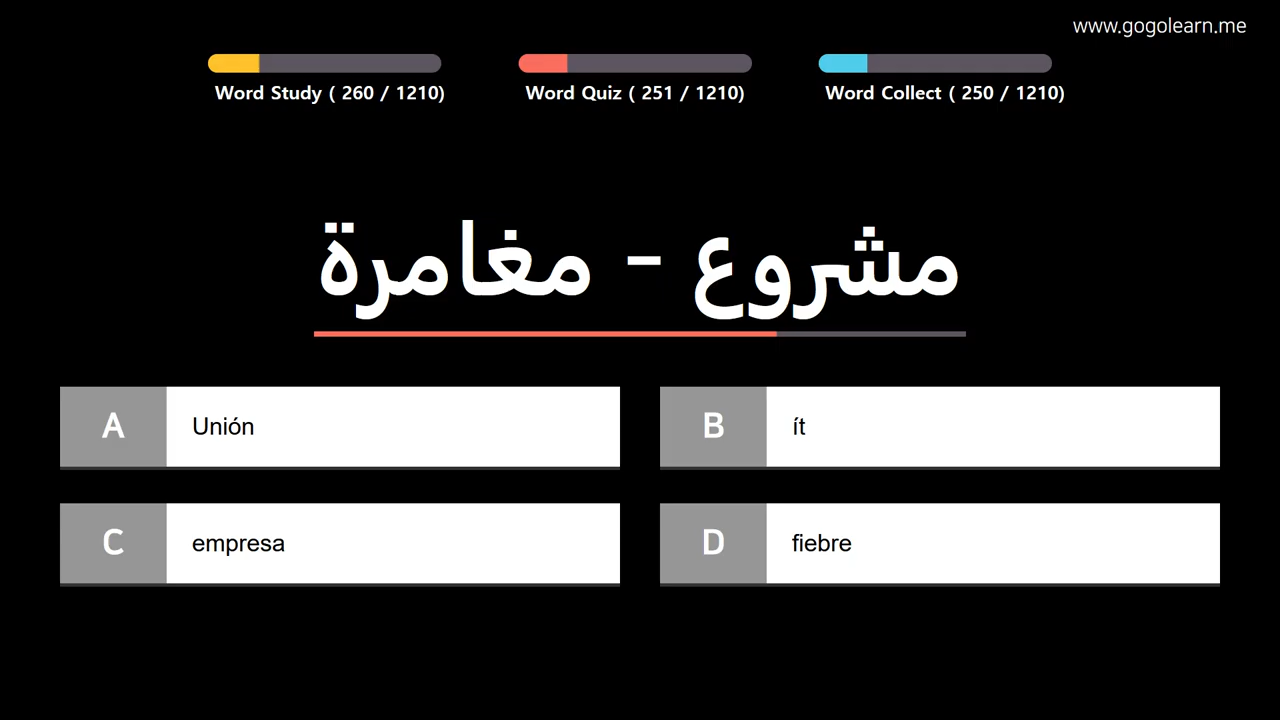 www.gogolearn.me
Word Study ( 260 / 1210)
Word Quiz ( 251 / 1210)
Word Collect ( 250 / 1210)
مشروع - مغامرة
A Unión
B ít
C empresa
D fiebre